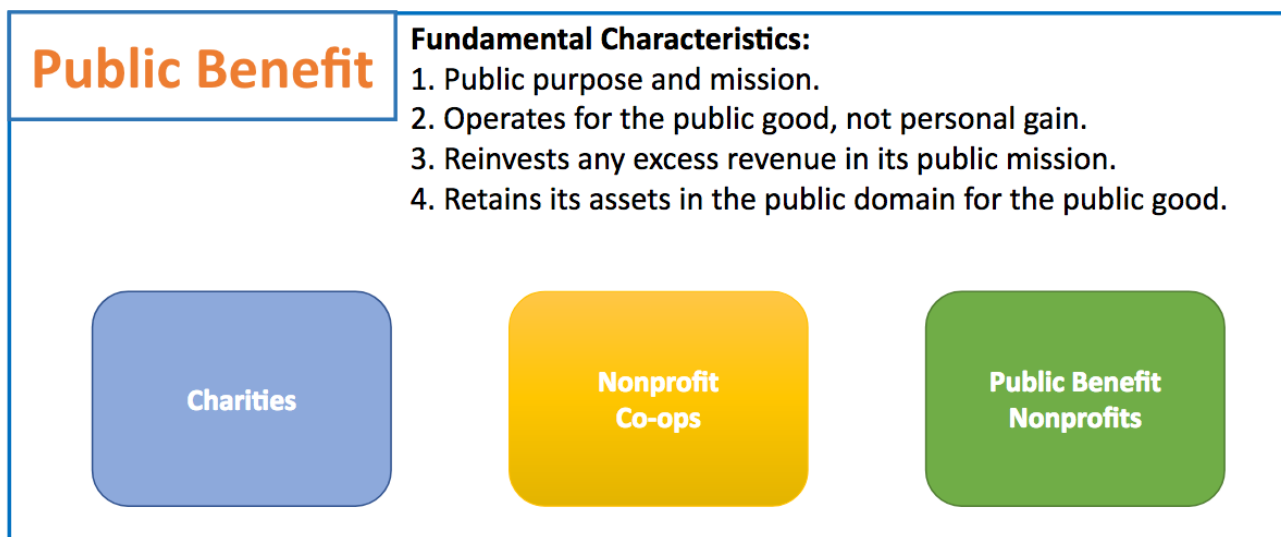 Public Benefit
Fundamental Characteristics:
1. Public purpose and mission.
2. Operates for the public good, not personal gain.
3. Reinvests any excess revenue in its public mission.
4. Retains its assets in the public domain for the public good.
Charities
Nonprofit
Co-ops
Public Benefit
Nonprofits